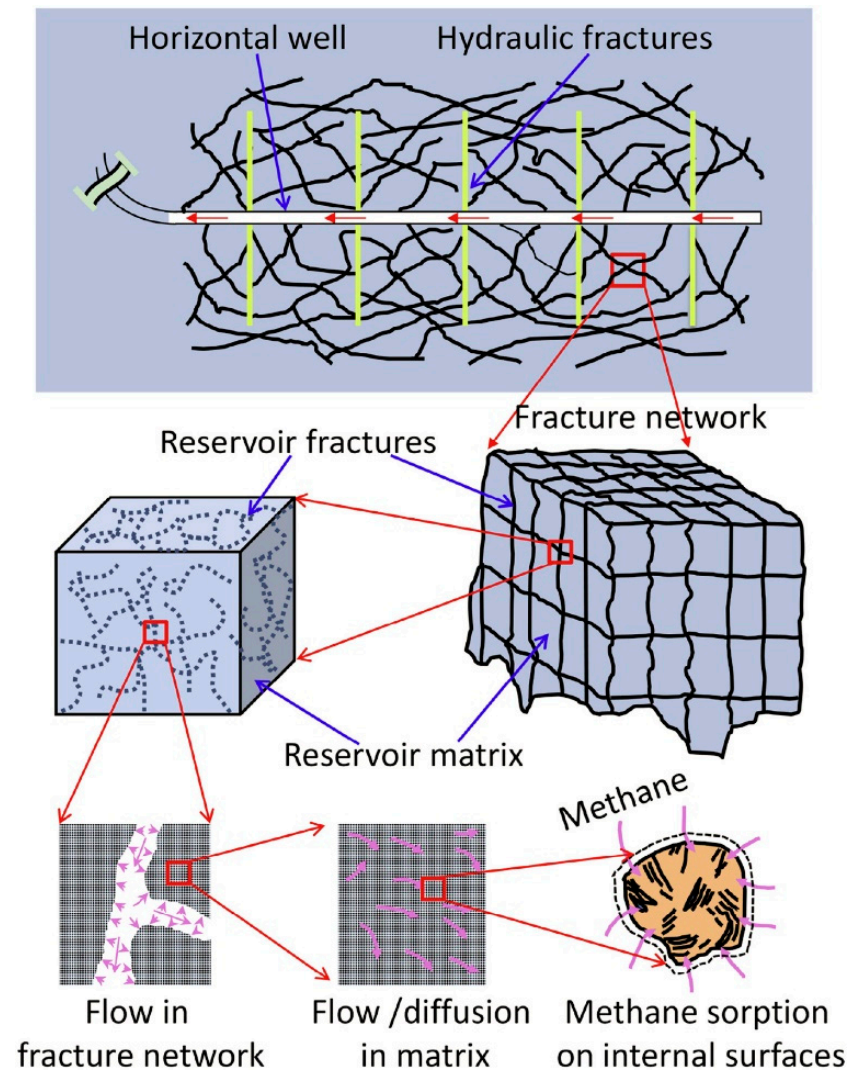 Horizontal well
Hydraulic fractures
Fracture network
Reservoir fractures
Reservoir matrix
Methane
Flow in
fracture network
Flow /diffusion
in matrix
Methane sorption
on internal surfaces